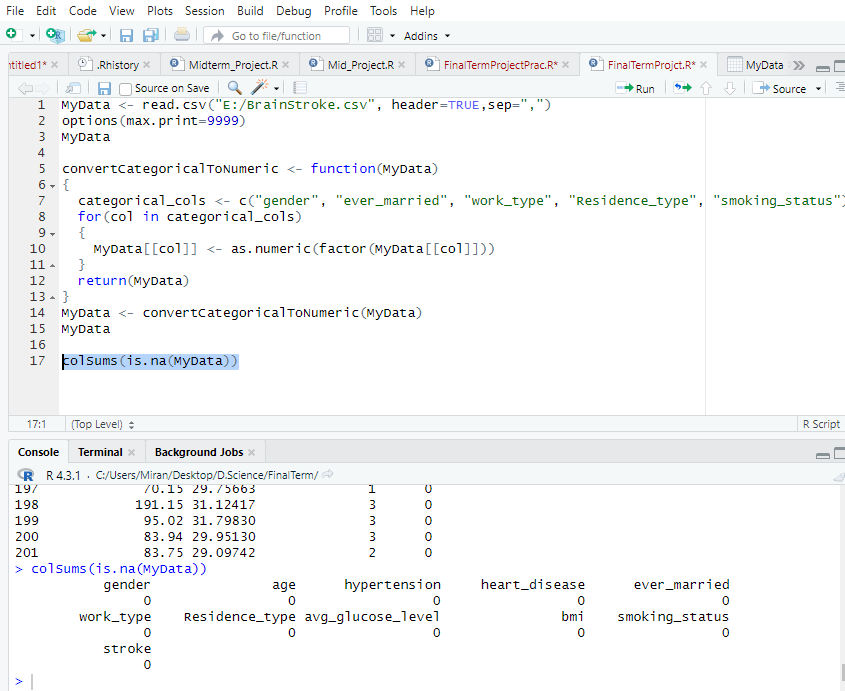 File Edit Code View Plots Session Build Debug Profile Tools Help
Go to file/function Addins
ntitled1* .Rhistory Midterm_Project.R Mid_Project.R FinalTermProjectPrac.R* FinalTermProjct.R* MyData
Source on Save Run Source
1 MyData <- read.csv("E:/BrainStroke.csv", header=TRUE,sep=",")
2 options(max.print=9999)
3 MyData
4
5 convertCategoricalToNumeric <- function(MyData)
6 {
7 categorical_cols <- c("gender", "ever_married", "work_type", "Residence_type", "smoking_status")
8 for(col in categorical_cols)
9 {
10 MyData[[col]] <- as.numeric(factor(MyData[[col]]))
11 }
12 return(MyData)
13 }
14 MyData <- convertCategoricalToNumeric(MyData)
15 MyData
16
17 colSums(is.na(MyData))
17:1 (Top Level) R Script
Console Terminal Background Jobs
R 4.3.1 · C:/Users/Miran/Desktop/D.Science/FinalTerm/
197 70.15 29.75663 1 0
198 191.15 31.12417 3 0
199 95.02 31.79830 3 0
200 83.94 29.95130 3 0
201 83.75 29.09742 2 0
> colSums(is.na(MyData))
gender age hypertension heart_disease ever_married
0 0 0 0 0
work_type Residence_type avg_glucose_level bmi smoking_status
0 0 0 0 0
stroke
0
>